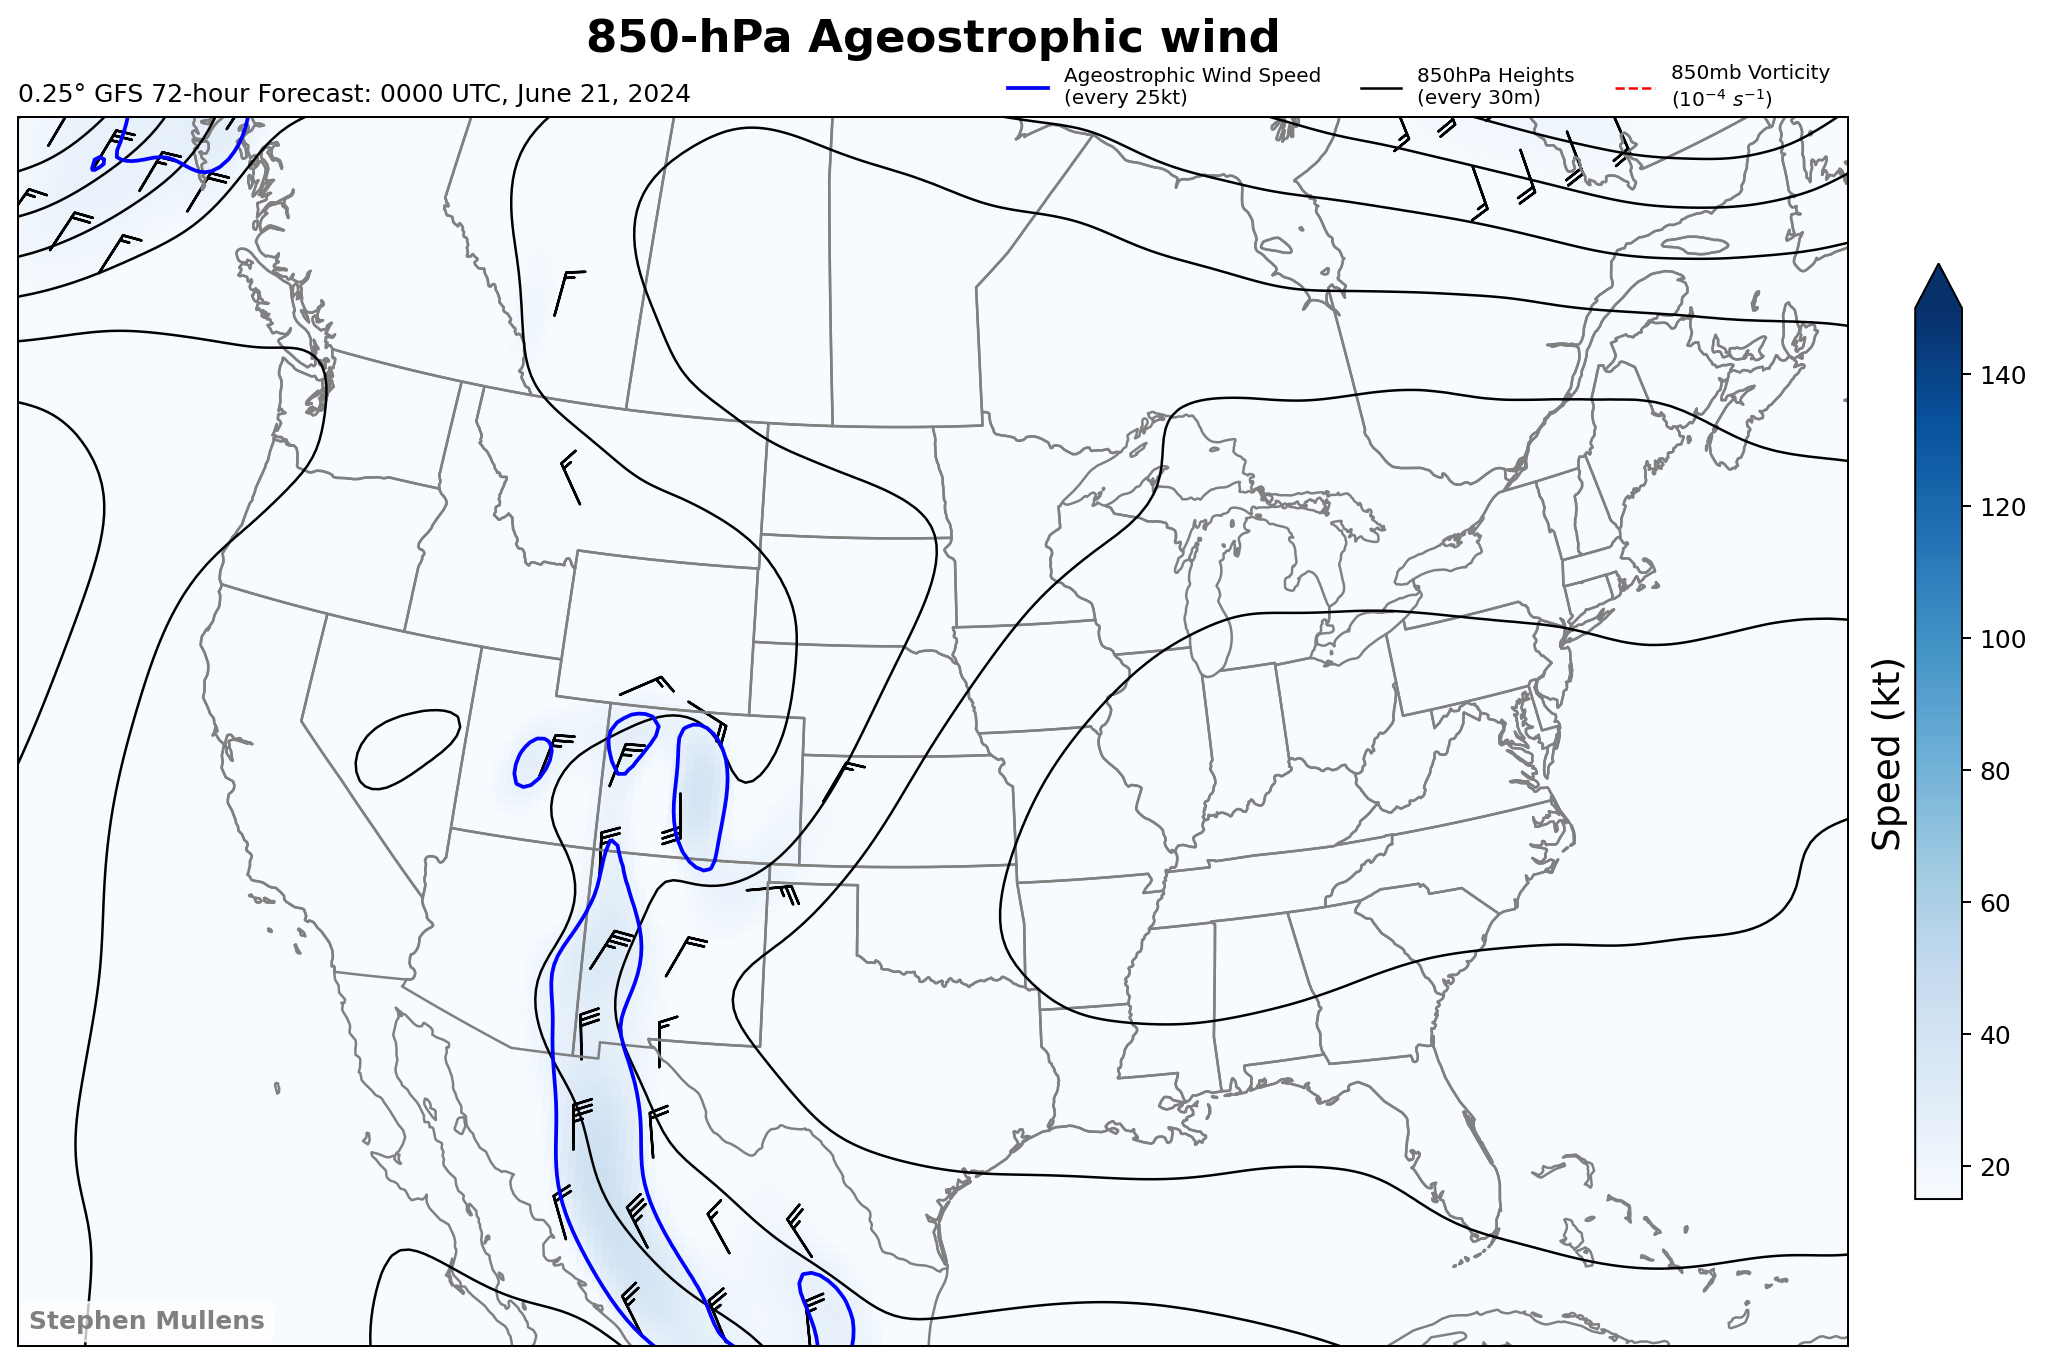 850-hPa Ageostrophic wind
0.25° GFS 72-hour Forecast: 0000 UTC, June 21, 2024
Ageostrophic Wind Speed
(every 25kt)
850hPa Heights
(every 30m)
850mb Vorticity
(10⁻⁴ s⁻¹)
140
120
100
80
60
40
20
Speed (kt)
Stephen Mullens